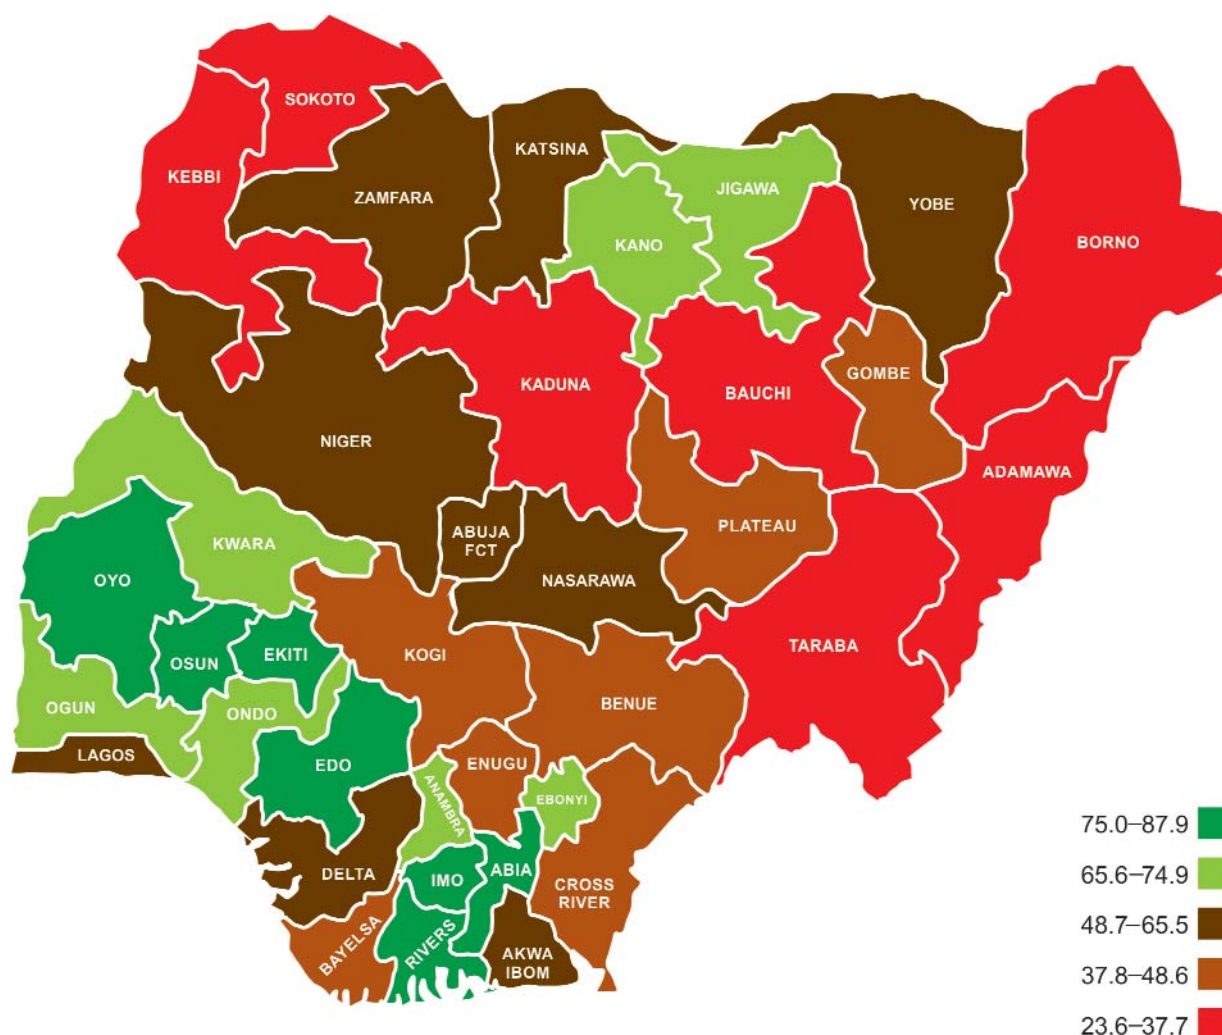 SOKOTO
KEBBI
ZAMFARA
KATSINA
JIGAWA
KANO
YOBE
BORNO
KADUNA
BAUCHI
GOMBE
NIGER
ADAMAWA
PLATEAU
ABUJA
FCT
KWARA
OYO
NASARAWA
OSUN
EKITI
KOGI
TARABA
BENUE
OGUN
ONDO
LAGOS
EDO
ENUGU
ANAMBRA
EBONYI
DELTA
IMO
ABIA
CROSS
RIVER
BAYELSA
RIVERS
AKWA
IBOM
75.0–87.9
65.6–74.9
48.7–65.5
37.8–48.6
23.6–37.7